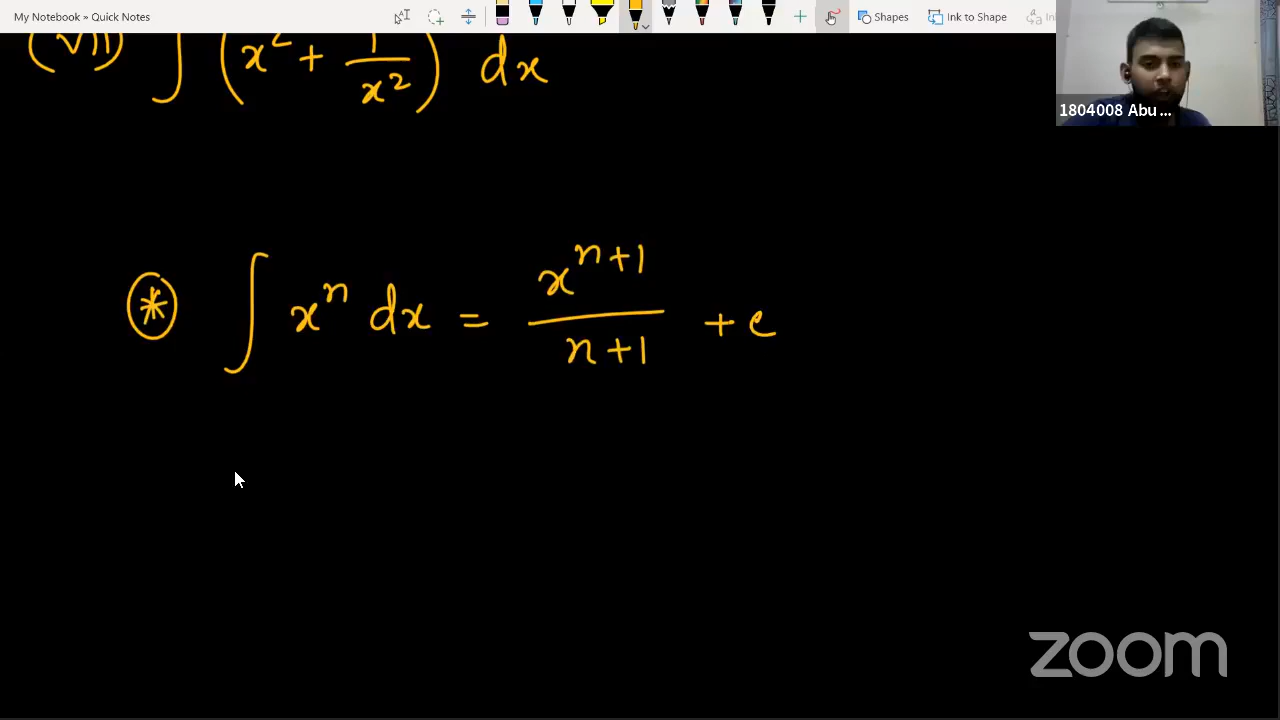 My Notebook » Quick Notes
Shapes
Ink to Shape
In
(vii) ∫ (x² + 1/x²) dx
1804008 Abu ...
⊛ ∫ xⁿ dx = xⁿ⁺¹/n+1 + c
zoom